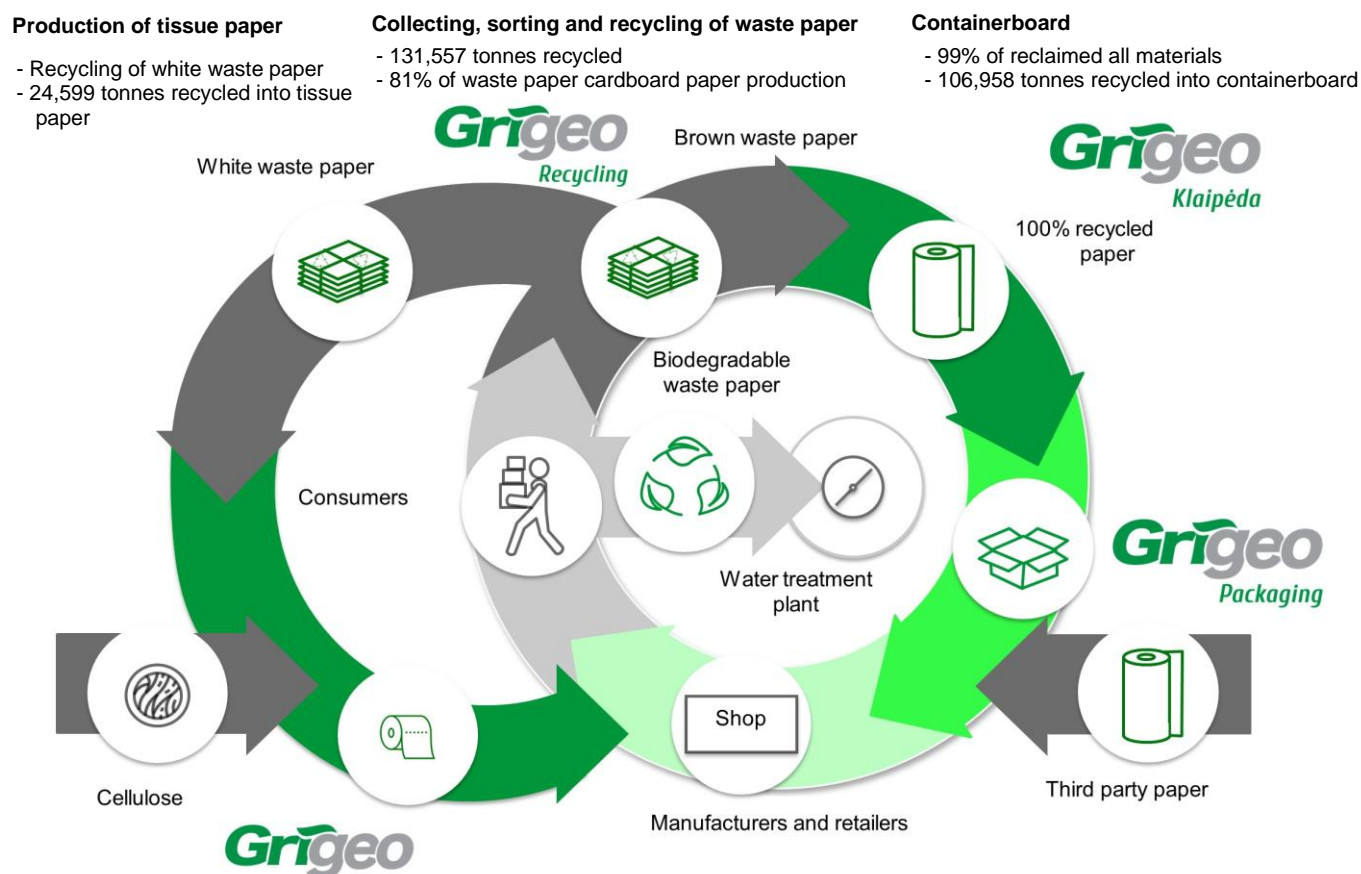 Production of tissue paper
- Recycling of white waste paper
- 24,599 tonnes recycled into tissue
paper
Collecting, sorting and recycling of waste paper
- 131,557 tonnes recycled
- 81% of waste paper cardboard paper production
Containerboard
- 99% of reclaimed all materials
- 106,958 tonnes recycled into containerboard
White waste paper
Grigeo
Recycling
Brown waste paper
Grigeo
Klaipėda
100% recycled
paper
Biodegradable
waste paper
Consumers
Water treatment
plant
Grigeo
Packaging
Shop
Cellulose
Third party paper
Manufacturers and retailers
Grigeo